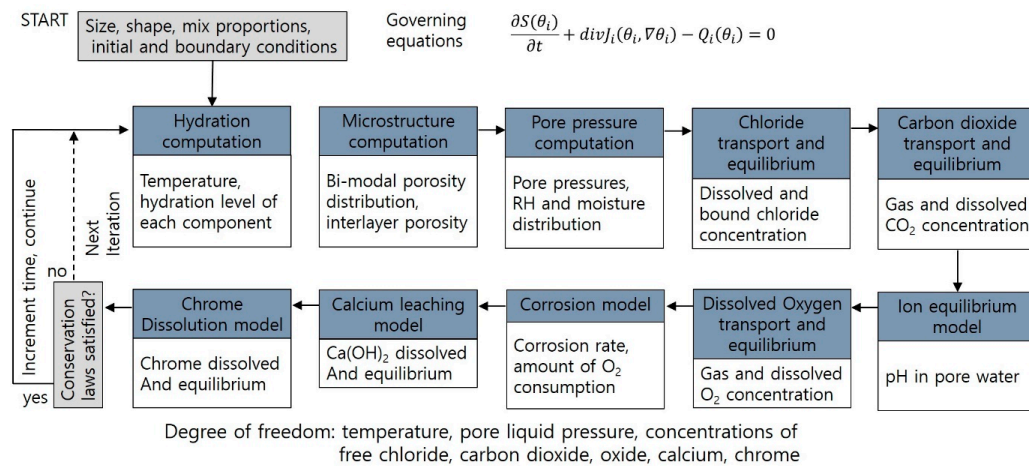 START
Size, shape, mix proportions,
initial and boundary conditions
Governing
equations
∂S(θᵢ)/∂t + divJᵢ(θᵢ, ∇θᵢ) − Qᵢ(θᵢ) = 0
Hydration
computation
Temperature,
hydration level of
each component
Microstructure
computation
Bi-modal porosity
distribution,
interlayer porosity
Pore pressure
computation
Pore pressures,
RH and moisture
distribution
Chloride
transport and
equilibrium
Dissolved and
bound chloride
concentration
Carbon dioxide
transport and
equilibrium
Gas and dissolved
CO₂ concentration
Ion equilibrium
model
pH in pore water
Dissolved Oxygen
transport and
equilibrium
Gas and dissolved
O₂ concentration
Corrosion model
Corrosion rate,
amount of O₂
consumption
Calcium leaching
model
Ca(OH)₂ dissolved
And equilibrium
Chrome
Dissolution model
Chrome dissolved
And equilibrium
Conservation
laws satisfied?
no
yes
Next
Iteration
Increment time, continue
Degree of freedom: temperature, pore liquid pressure, concentrations of
free chloride, carbon dioxide, oxide, calcium, chrome